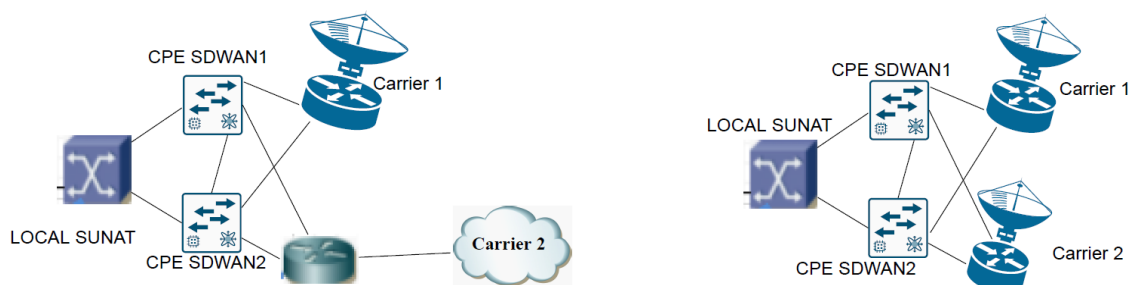 CPE SDWAN1
Carrier 1
LOCAL SUNAT
CPE SDWAN2
Carrier 2
CPE SDWAN1
Carrier 1
LOCAL SUNAT
CPE SDWAN2
Carrier 2